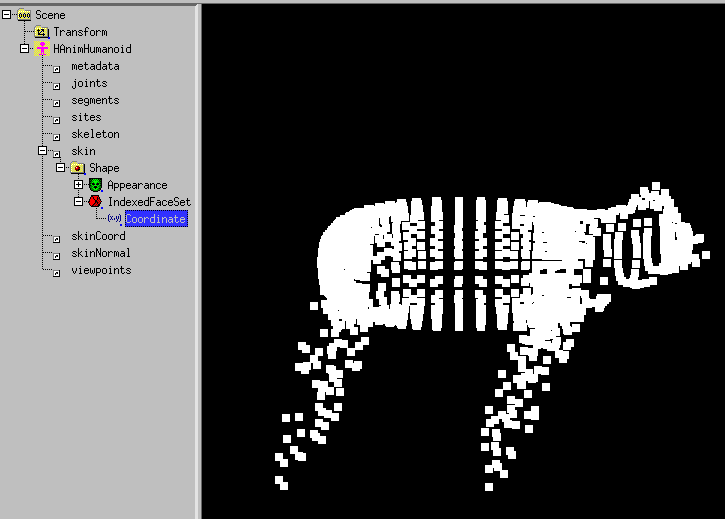 Scene
Transform
HAnimHumanoid
metadata
joints
segments
sites
skeleton
skin
Shape
Appearance
IndexedFaceSet
(x,y) Coordinate
skinCoord
skinNormal
viewpoints